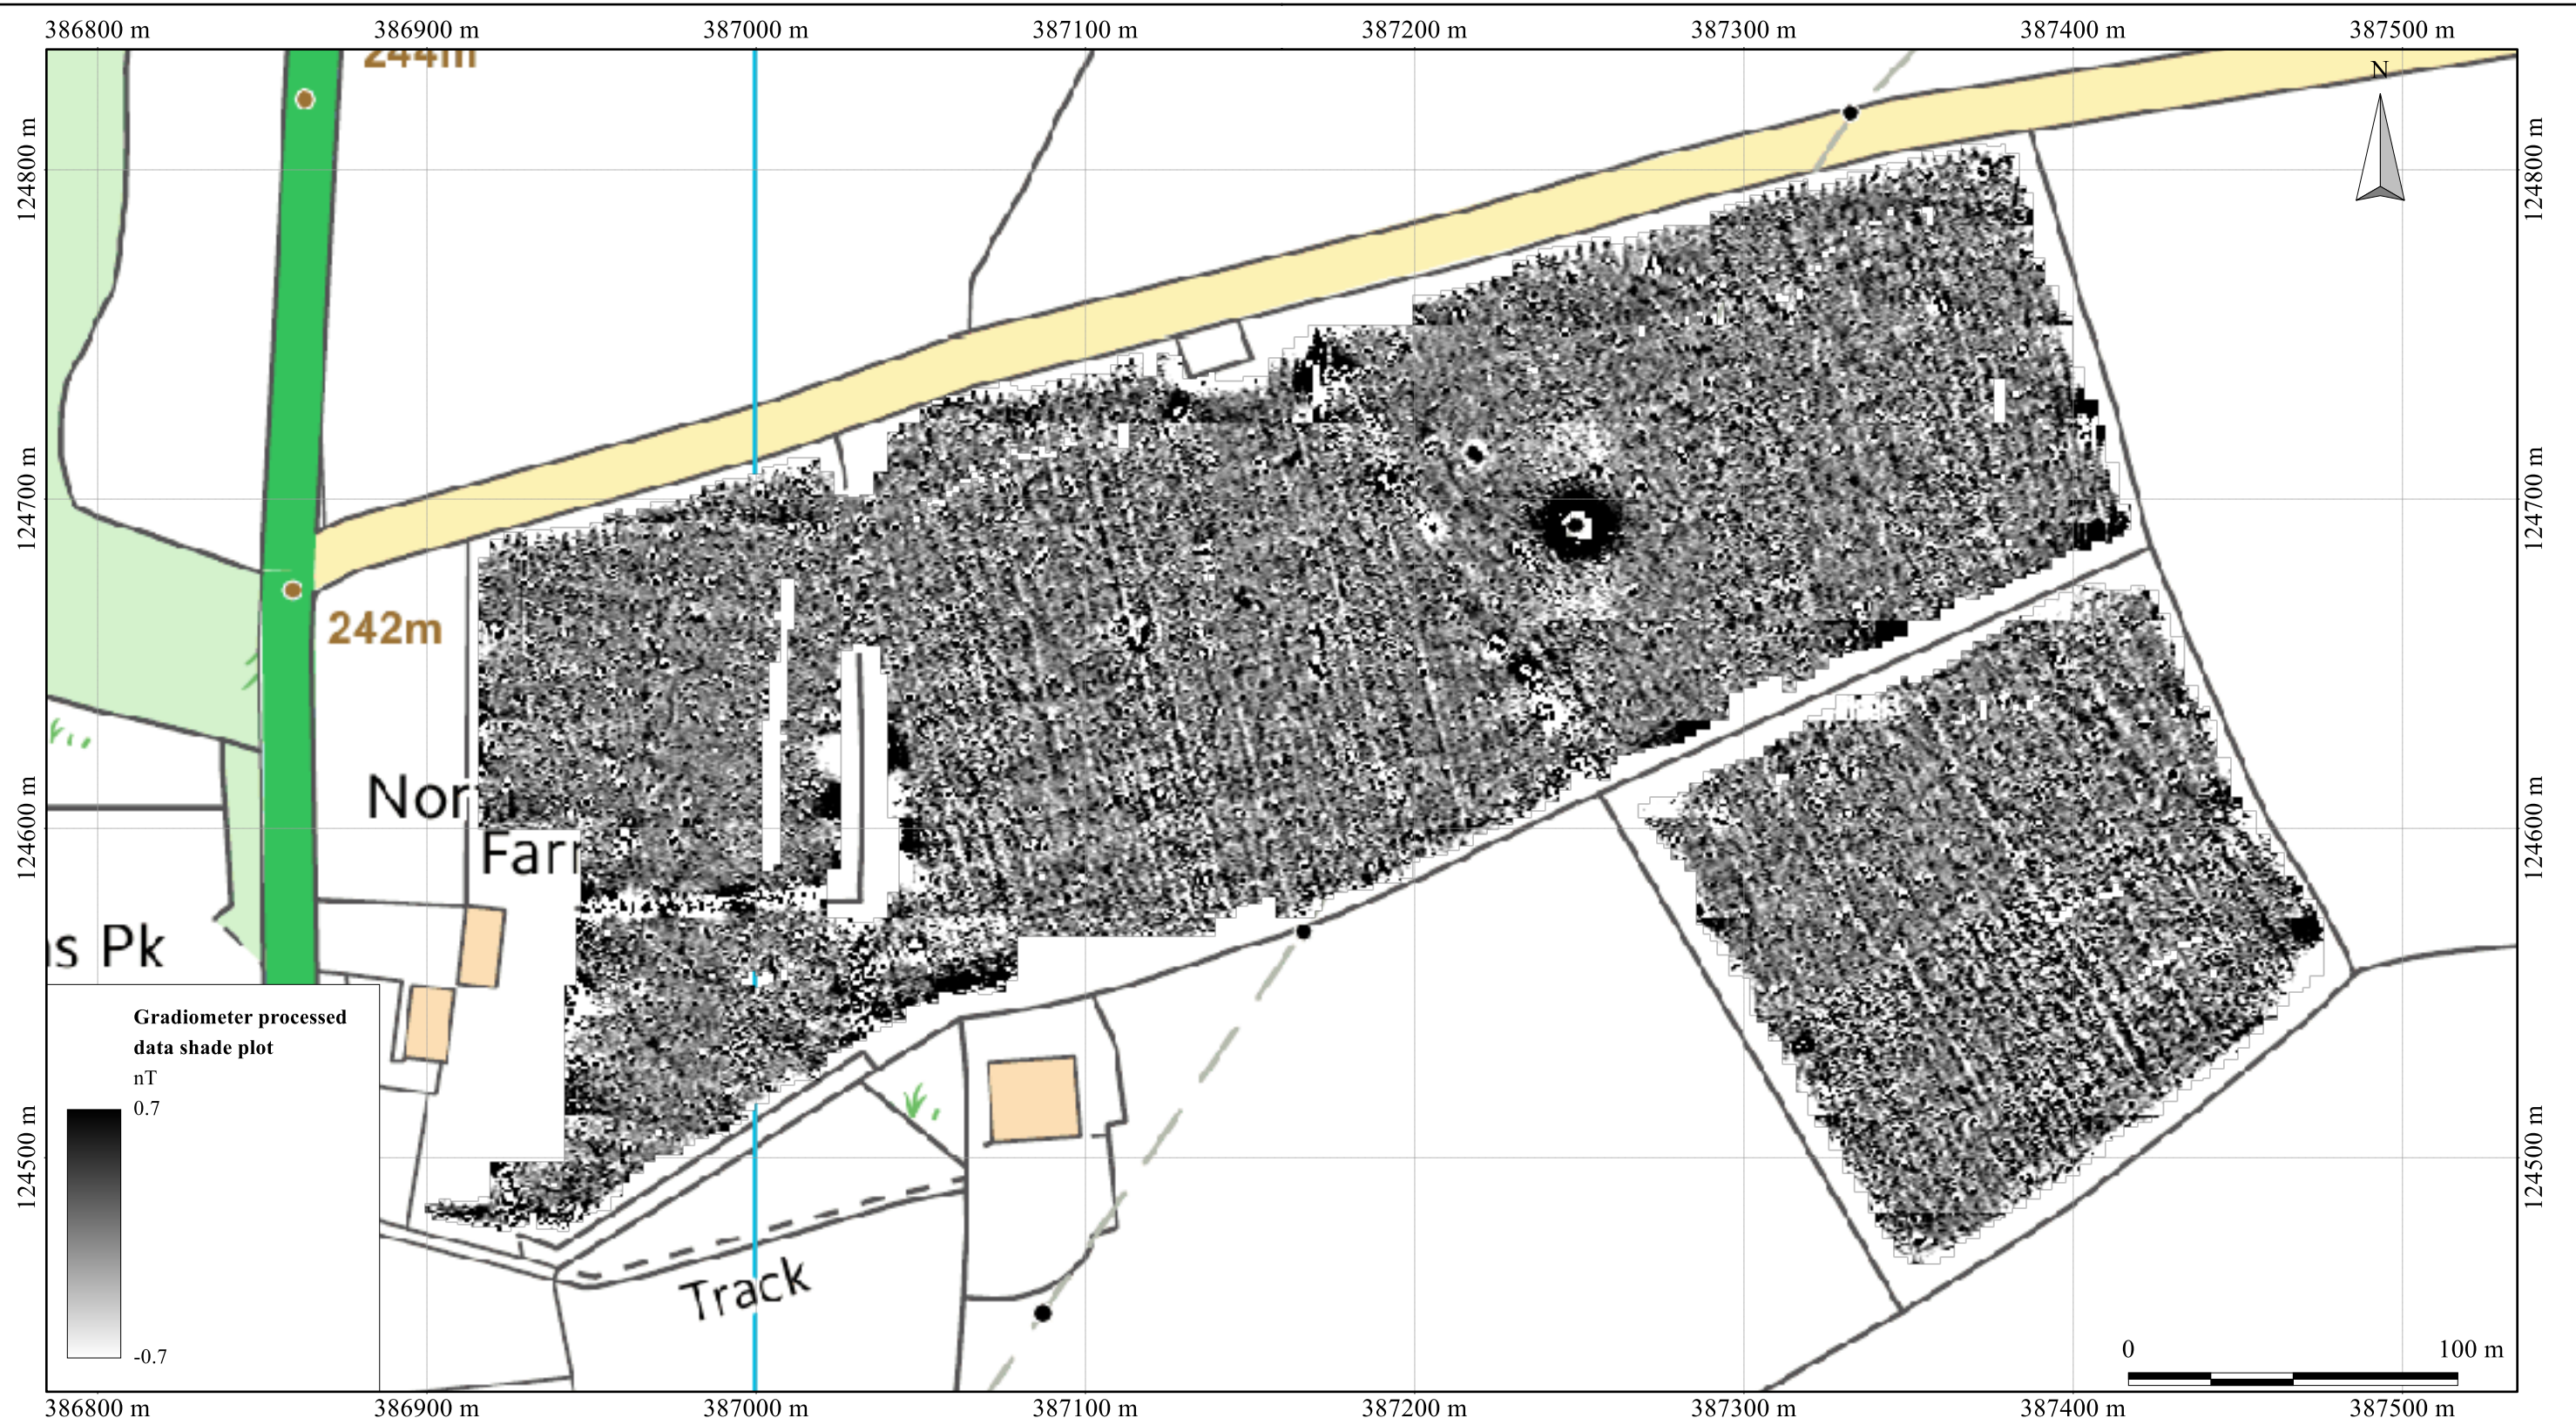 386800 m 386900 m 387000 m 387100 m 387200 m 387300 m 387400 m 387500 m
244m
N
124800 m 124800 m
124700 m 124700 m
242m
124600 m 124600 m
Nor
Farr
s Pk
Gradiometer processed
data shade plot
nT
0.7
-0.7
124500 m 124500 m
Track
0 100 m
386800 m 386900 m 387000 m 387100 m 387200 m 387300 m 387400 m 387500 m